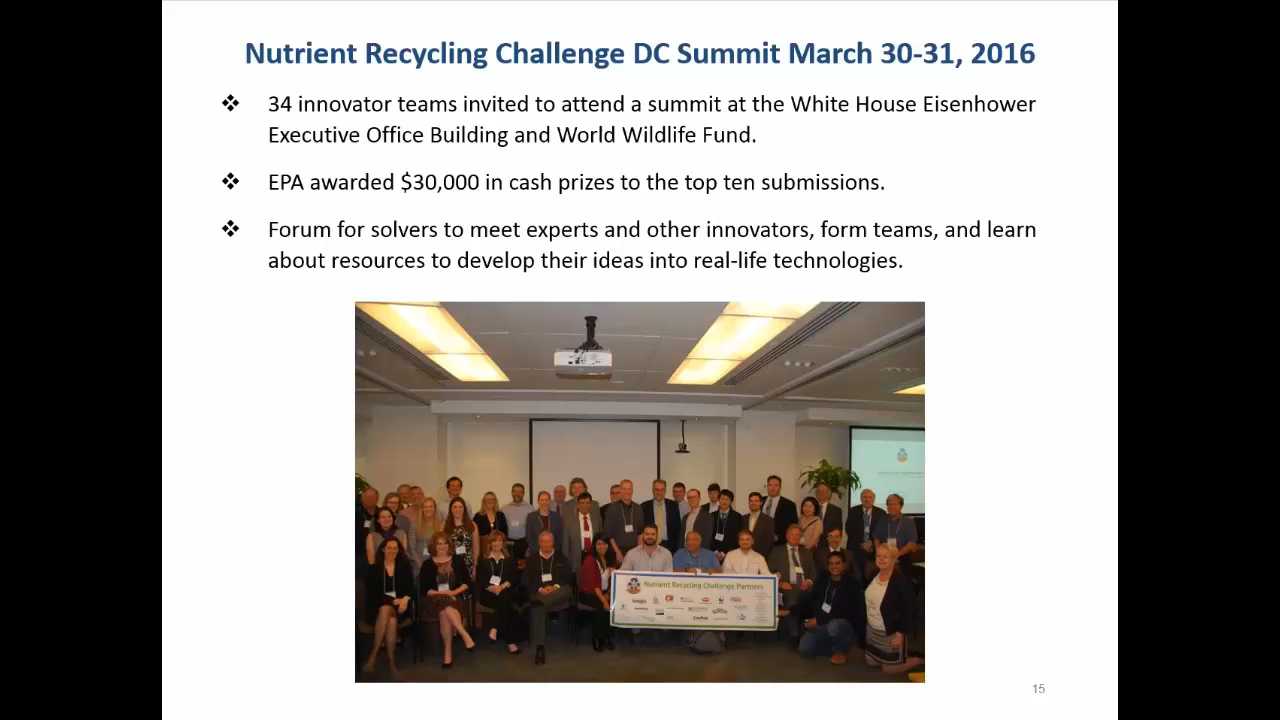 Nutrient Recycling Challenge DC Summit March 30-31, 2016
❖ 34 innovator teams invited to attend a summit at the White House Eisenhower
Executive Office Building and World Wildlife Fund.
❖ EPA awarded $30,000 in cash prizes to the top ten submissions.
❖ Forum for solvers to meet experts and other innovators, form teams, and learn
about resources to develop their ideas into real-life technologies.
Nutrient Recycling Challenge Partners
15